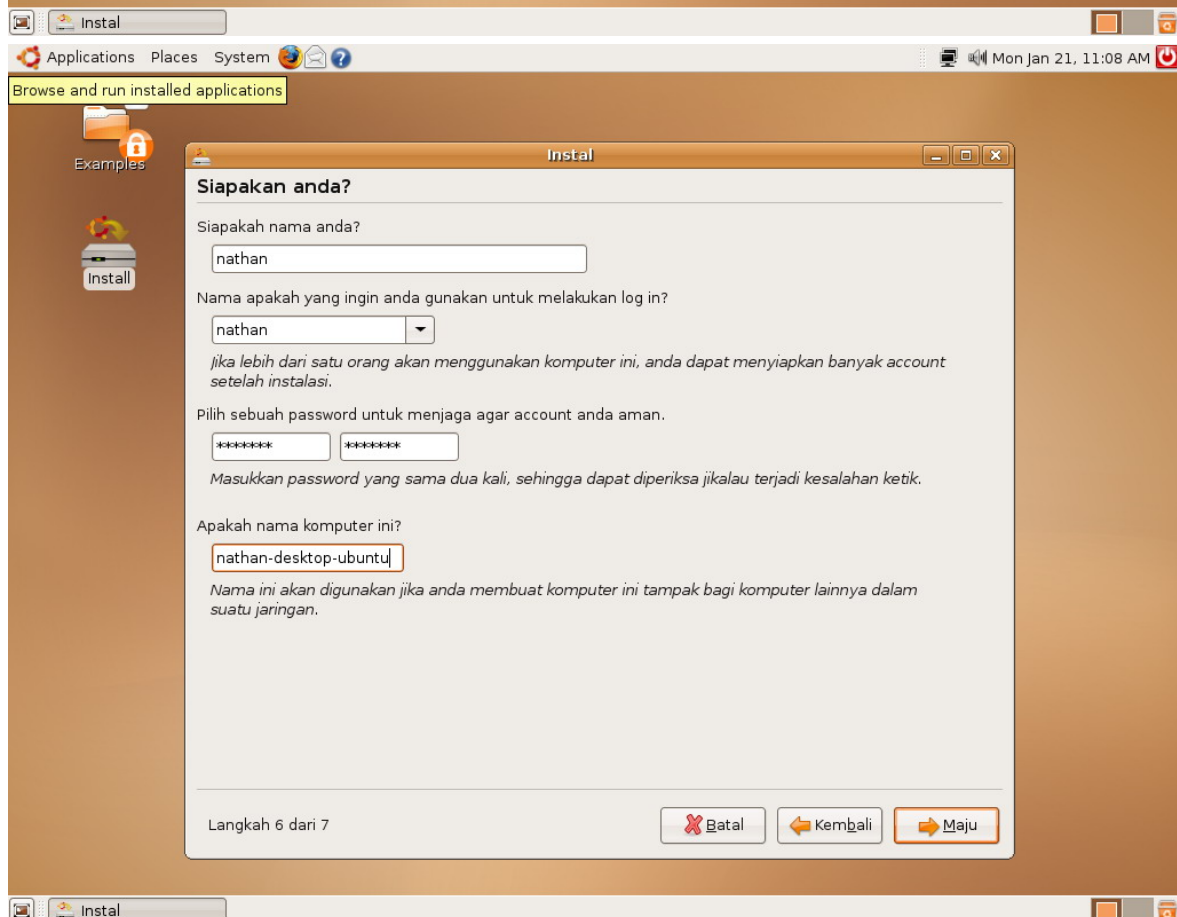 Instal
Applications Places System Mon Jan 21, 11:08 AM
Browse and run installed applications
Examples
Install
Instal
Siapakan anda?
Siapakah nama anda?
nathan
Nama apakah yang ingin anda gunakan untuk melakukan log in?
nathan
Jika lebih dari satu orang akan menggunakan komputer ini, anda dapat menyiapkan banyak account
setelah instalasi.
Pilih sebuah password untuk menjaga agar account anda aman.
******* *******
Masukkan password yang sama dua kali, sehingga dapat diperiksa jikalau terjadi kesalahan ketik.
Apakah nama komputer ini?
nathan-desktop-ubuntu
Nama ini akan digunakan jika anda membuat komputer ini tampak bagi komputer lainnya dalam
suatu jaringan.
Langkah 6 dari 7 Batal Kembali Maju
Instal